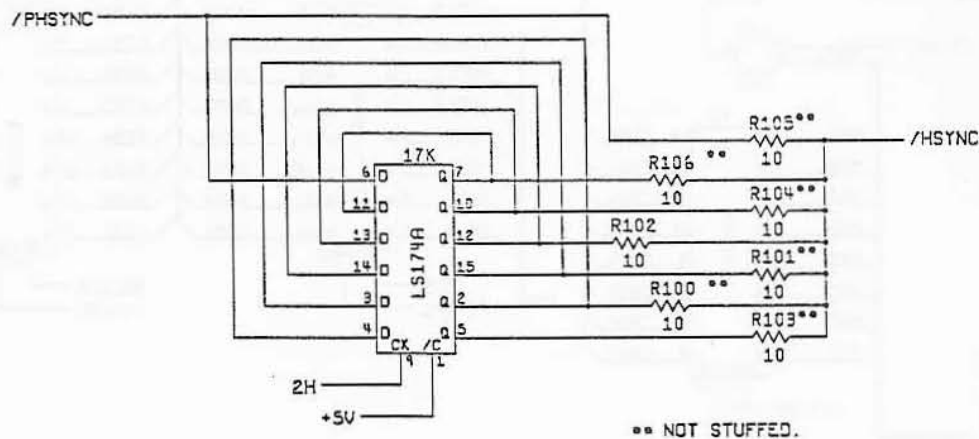 /PHSYNC
R105**
/HSYNC
10
17K
R106 **
6 D Q 7
10
R104**
11 D Q 10
10
R102
13 D Q 12
10
R101**
14 D Q 15
10
R100 **
3 D Q 2
10
R103**
4 D Q 5
10
LS174A
CK /C
9 1
2H
+5V
** NOT STUFFED.